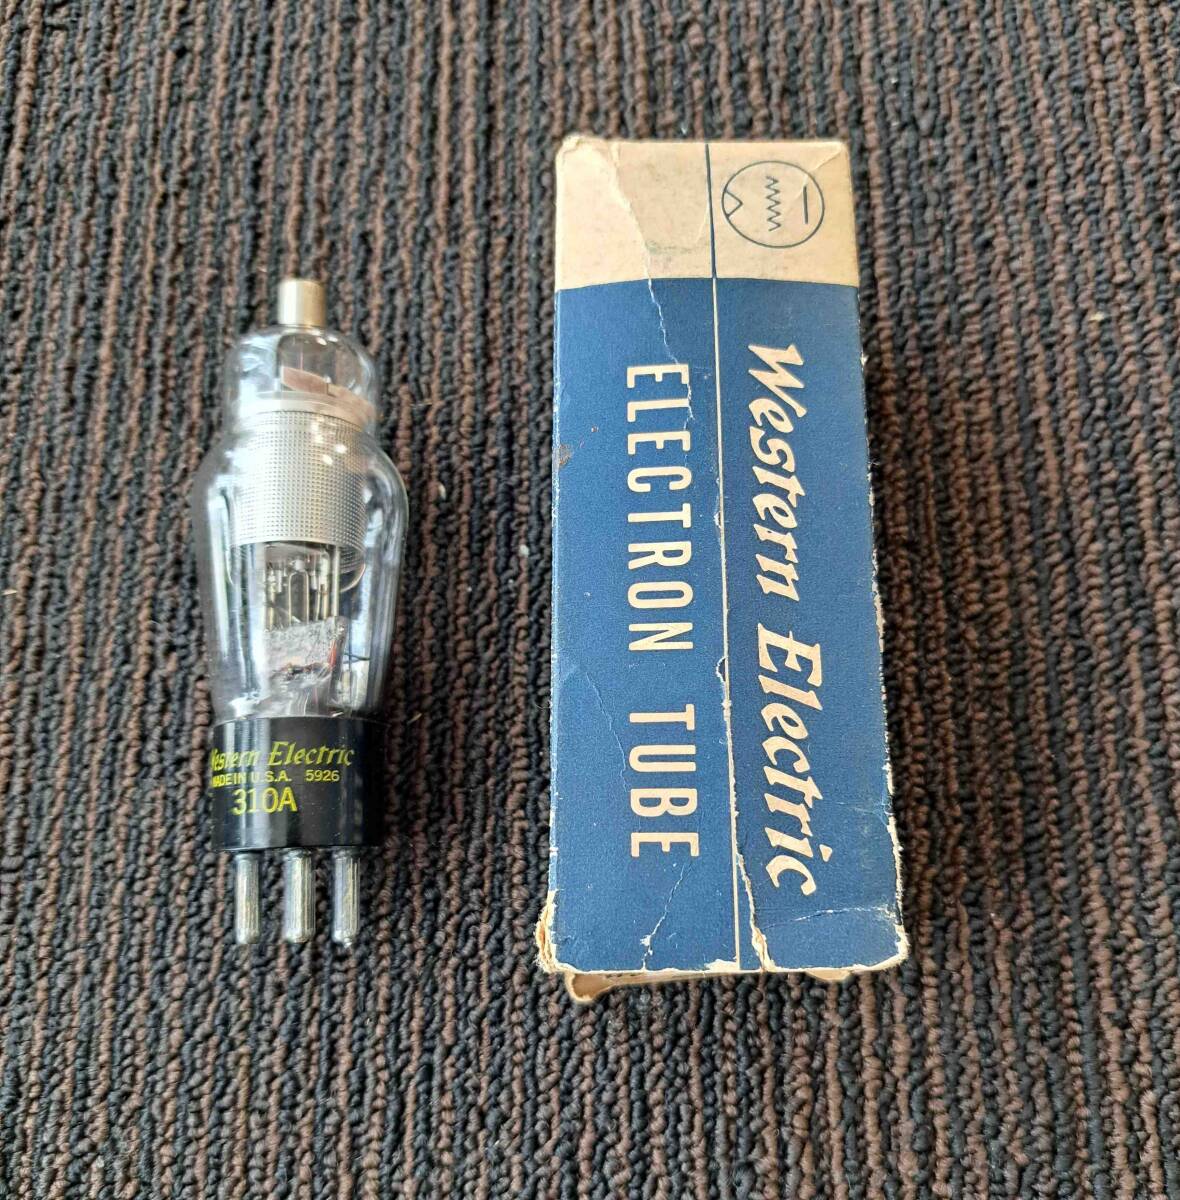 Western Electric
MADE IN U.S.A. 5926
310A
Western Electric
ELECTRON TUBE